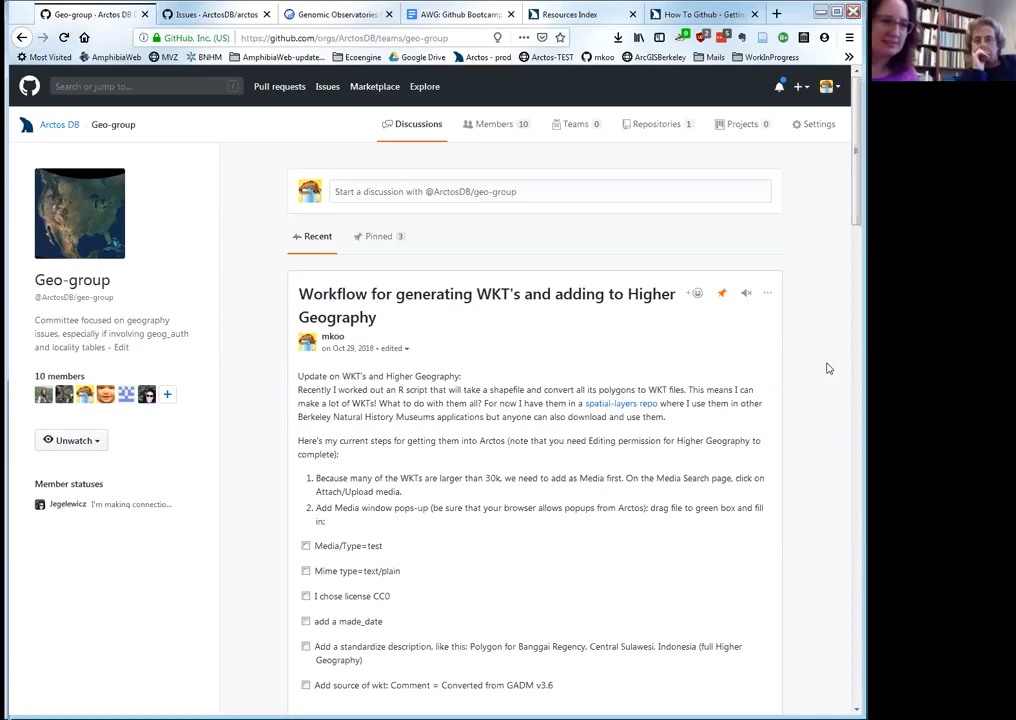 Geo-group · ArctosDB D
Issues · ArctosDB/arctos
Genomic Observatories
AWG: Github Bootcamp
Resources Index
How To Github - Getti
GitHub, Inc. (US)
https://github.com/orgs/ArctosDB/teams/geo-group
Most Visited
AmphibiaWeb
MVZ
BNHM
AmphibiaWeb-update...
Ecoengine
Google Drive
Arctos - prod
Arctos-TEST
mkoo
ArcGISBerkeley
Mails
WorkInProgress
Search or jump to...
/
Pull requests
Issues
Marketplace
Explore
Arctos DB
Geo-group
Discussions
Members 10
Teams 0
Repositories 1
Projects 0
Settings
Start a discussion with @ArctosDB/geo-group
Recent
Pinned 3
Geo-group
@ArctosDB/geo-group
Committee focused on geography
issues, especially if involving geog_auth
and locality tables - Edit
10 members
Unwatch
Member statuses
Jegelewicz I'm making connectio...
Workflow for generating WKT's and adding to Higher
Geography
mkoo
on Oct 29, 2018 • edited
Update on WKT's and Higher Geography:
Recently I worked out an R script that will take a shapefile and convert all its polygons to WKT files. This means I can
make a lot of WKTs! What to do with them all? For now I have them in a spatial-layers repo where I use them in other
Berkeley Natural History Museums applications but anyone can also download and use them.
Here's my current steps for getting them into Arctos (note that you need Editing permission for Higher Geography to
complete):
1. Because many of the WKTs are larger than 30k, we need to add as Media first. On the Media Search page, click on
Attach/Upload media.
2. Add Media window pops-up (be sure that your browser allows popups from Arctos); drag file to green box and fill
in:
Media/Type=test
Mime type=text/plain
I chose license CC0
add a made_date
Add a standardize description, like this: Polygon for Banggai Regency, Central Sulawesi, Indonesia (full Higher
Geography)
Add source of wkt: Comment = Converted from GADM v3.6